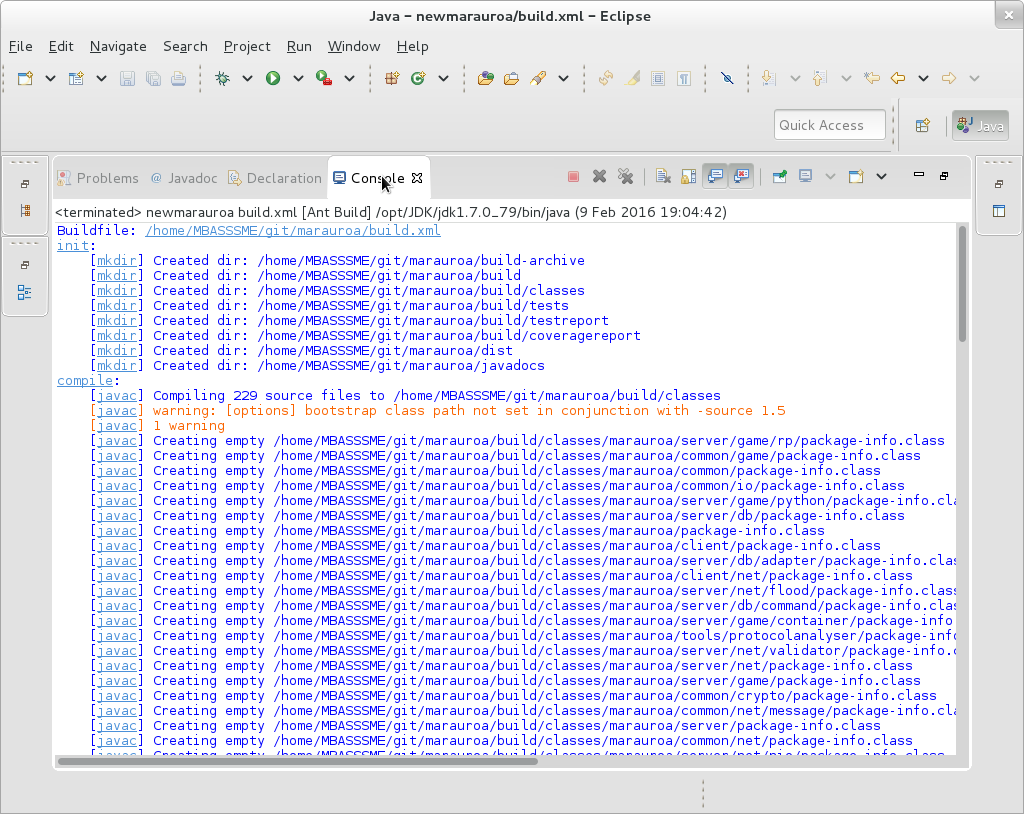 Java – newmarauroa/build.xml – Eclipse
File Edit Navigate Search Project Run Window Help
Quick Access
Java
Problems Javadoc Declaration Console
<terminated> newmarauroa build.xml [Ant Build] /opt/JDK/jdk1.7.0_79/bin/java (9 Feb 2016 19:04:42)
Buildfile: /home/MBASSSME/git/marauroa/build.xml
init:
[mkdir] Created dir: /home/MBASSSME/git/marauroa/build-archive
[mkdir] Created dir: /home/MBASSSME/git/marauroa/build
[mkdir] Created dir: /home/MBASSSME/git/marauroa/build/classes
[mkdir] Created dir: /home/MBASSSME/git/marauroa/build/tests
[mkdir] Created dir: /home/MBASSSME/git/marauroa/build/testreport
[mkdir] Created dir: /home/MBASSSME/git/marauroa/build/coveragereport
[mkdir] Created dir: /home/MBASSSME/git/marauroa/dist
[mkdir] Created dir: /home/MBASSSME/git/marauroa/javadocs
compile:
[javac] Compiling 229 source files to /home/MBASSSME/git/marauroa/build/classes
[javac] warning: [options] bootstrap class path not set in conjunction with -source 1.5
[javac] 1 warning
[javac] Creating empty /home/MBASSSME/git/marauroa/build/classes/marauroa/server/game/rp/package-info.class
[javac] Creating empty /home/MBASSSME/git/marauroa/build/classes/marauroa/common/game/package-info.class
[javac] Creating empty /home/MBASSSME/git/marauroa/build/classes/marauroa/common/package-info.class
[javac] Creating empty /home/MBASSSME/git/marauroa/build/classes/marauroa/common/io/package-info.class
[javac] Creating empty /home/MBASSSME/git/marauroa/build/classes/marauroa/server/game/python/package-info.cla
[javac] Creating empty /home/MBASSSME/git/marauroa/build/classes/marauroa/server/db/package-info.class
[javac] Creating empty /home/MBASSSME/git/marauroa/build/classes/marauroa/package-info.class
[javac] Creating empty /home/MBASSSME/git/marauroa/build/classes/marauroa/client/package-info.class
[javac] Creating empty /home/MBASSSME/git/marauroa/build/classes/marauroa/server/db/adapter/package-info.clas
[javac] Creating empty /home/MBASSSME/git/marauroa/build/classes/marauroa/client/net/package-info.class
[javac] Creating empty /home/MBASSSME/git/marauroa/build/classes/marauroa/server/net/flood/package-info.class
[javac] Creating empty /home/MBASSSME/git/marauroa/build/classes/marauroa/server/db/command/package-info.clas
[javac] Creating empty /home/MBASSSME/git/marauroa/build/classes/marauroa/server/game/container/package-info
[javac] Creating empty /home/MBASSSME/git/marauroa/build/classes/marauroa/tools/protocolanalyser/package-info
[javac] Creating empty /home/MBASSSME/git/marauroa/build/classes/marauroa/server/net/validator/package-info.c
[javac] Creating empty /home/MBASSSME/git/marauroa/build/classes/marauroa/server/net/package-info.class
[javac] Creating empty /home/MBASSSME/git/marauroa/build/classes/marauroa/server/game/package-info.class
[javac] Creating empty /home/MBASSSME/git/marauroa/build/classes/marauroa/common/crypto/package-info.class
[javac] Creating empty /home/MBASSSME/git/marauroa/build/classes/marauroa/common/net/message/package-info.cla
[javac] Creating empty /home/MBASSSME/git/marauroa/build/classes/marauroa/server/package-info.class
[javac] Creating empty /home/MBASSSME/git/marauroa/build/classes/marauroa/common/net/package-info.class